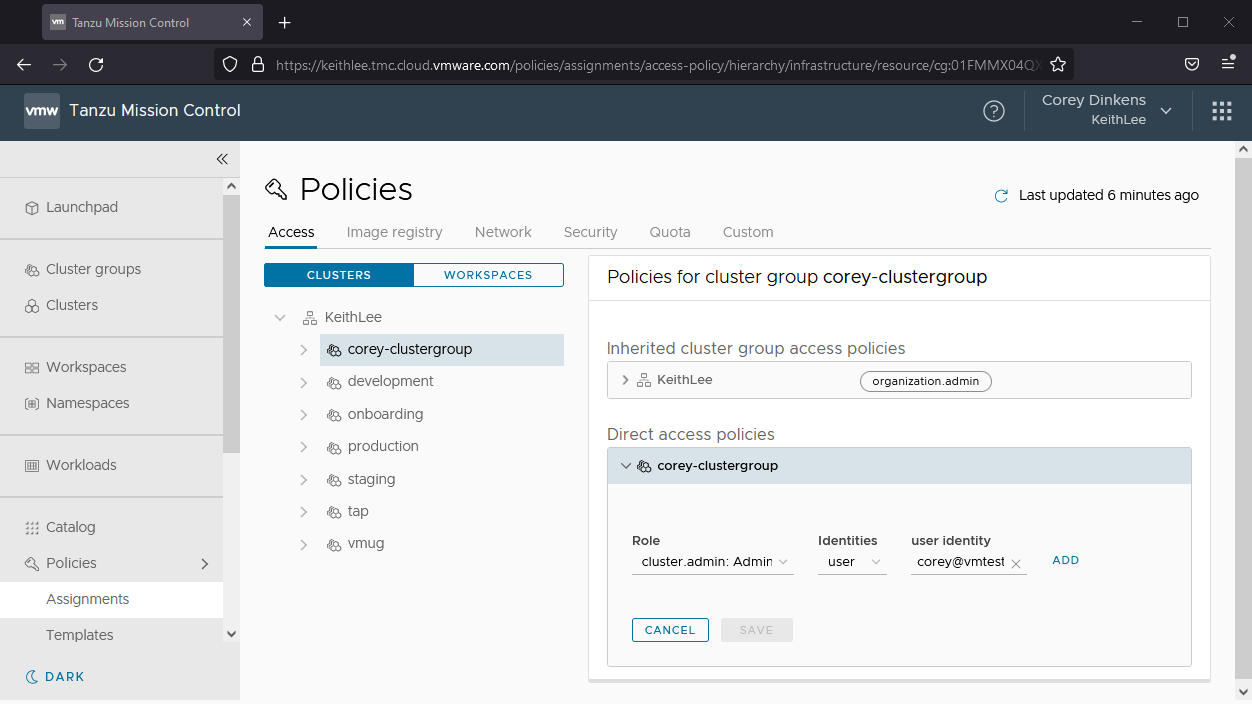 vm Tanzu Mission Control
https://keithlee.tmc.cloud.vmware.com/policies/assignments/access-policy/hierarchy/infrastructure/resource/cg:01FMMX04QX
vmw Tanzu Mission Control
Corey Dinkens
KeithLee
Launchpad
Cluster groups
Clusters
Workspaces
Namespaces
Workloads
Catalog
Policies
Assignments
Templates
DARK
Policies
Last updated 6 minutes ago
Access Image registry Network Security Quota Custom
CLUSTERS WORKSPACES
KeithLee
corey-clustergroup
development
onboarding
production
staging
tap
vmug
Policies for cluster group corey-clustergroup
Inherited cluster group access policies
KeithLee organization.admin
Direct access policies
corey-clustergroup
Role Identities user identity
cluster.admin: Admin user corey@vmtest ADD
CANCEL SAVE